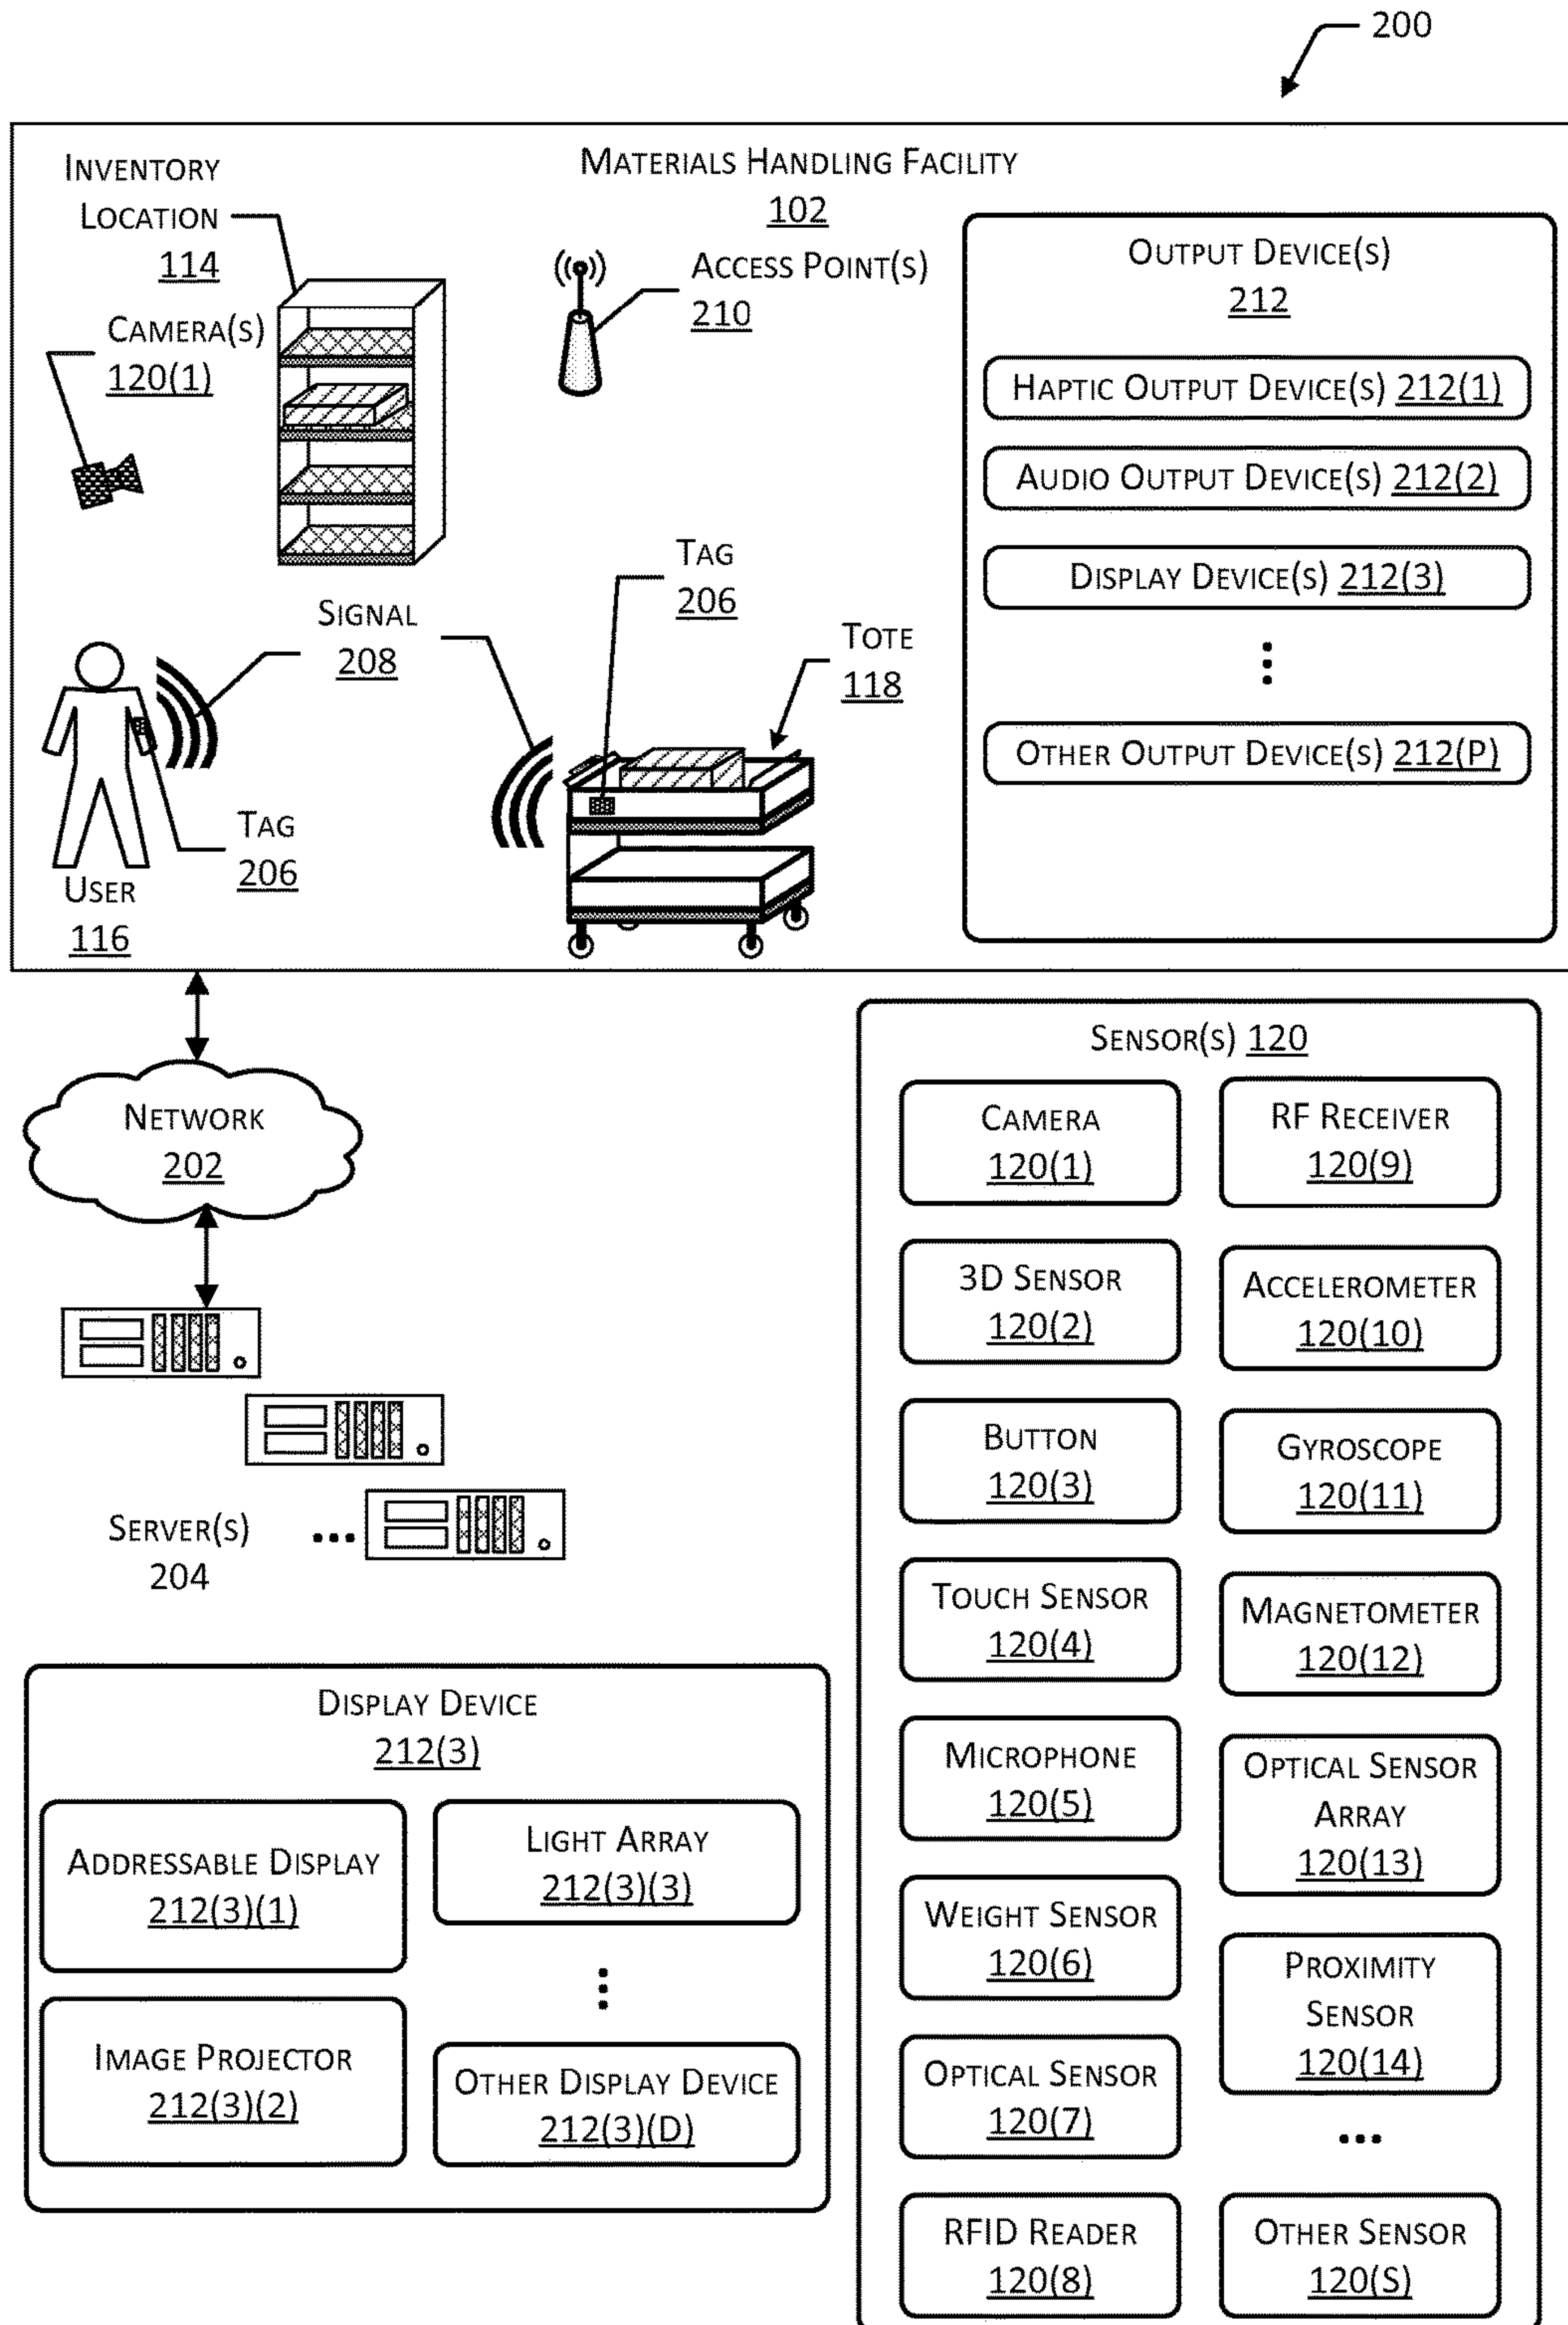 200
INVENTORY
LOCATION
114
MATERIALS HANDLING FACILITY
102
CAMERA(S)
120(1)
ACCESS POINT(S)
210
OUTPUT DEVICE(S)
212
HAPTIC OUTPUT DEVICE(S) 212(1)
AUDIO OUTPUT DEVICE(S) 212(2)
DISPLAY DEVICE(S) 212(3)
⋮
OTHER OUTPUT DEVICE(S) 212(P)
TAG
206
SIGNAL
208
TOTE
118
TAG
206
USER
116
NETWORK
202
SERVER(S)
204
...
SENSOR(S) 120
CAMERA
120(1)
3D SENSOR
120(2)
BUTTON
120(3)
TOUCH SENSOR
120(4)
MICROPHONE
120(5)
WEIGHT SENSOR
120(6)
OPTICAL SENSOR
120(7)
RFID READER
120(8)
RF RECEIVER
120(9)
ACCELEROMETER
120(10)
GYROSCOPE
120(11)
MAGNETOMETER
120(12)
OPTICAL SENSOR
ARRAY
120(13)
PROXIMITY
SENSOR
120(14)
...
OTHER SENSOR
120(S)
DISPLAY DEVICE
212(3)
ADDRESSABLE DISPLAY
212(3)(1)
IMAGE PROJECTOR
212(3)(2)
LIGHT ARRAY
212(3)(3)
⋮
OTHER DISPLAY DEVICE
212(3)(D)